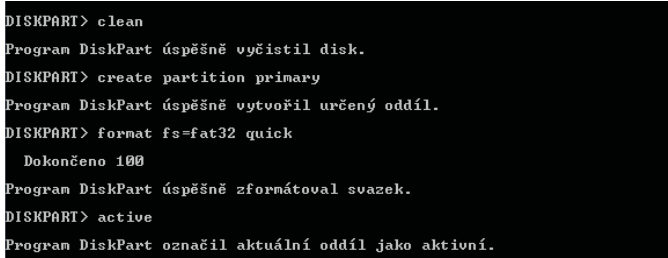 DISKPART> clean
Program DiskPart úspěšně vyčistil disk.
DISKPART> create partition primary
Program DiskPart úspěšně vytvořil určený oddíl.
DISKPART> format fs=fat32 quick
Dokončeno 100
Program DiskPart úspěšně zformátoval svazek.
DISKPART> active
Program DiskPart označil aktuální oddíl jako aktivní.